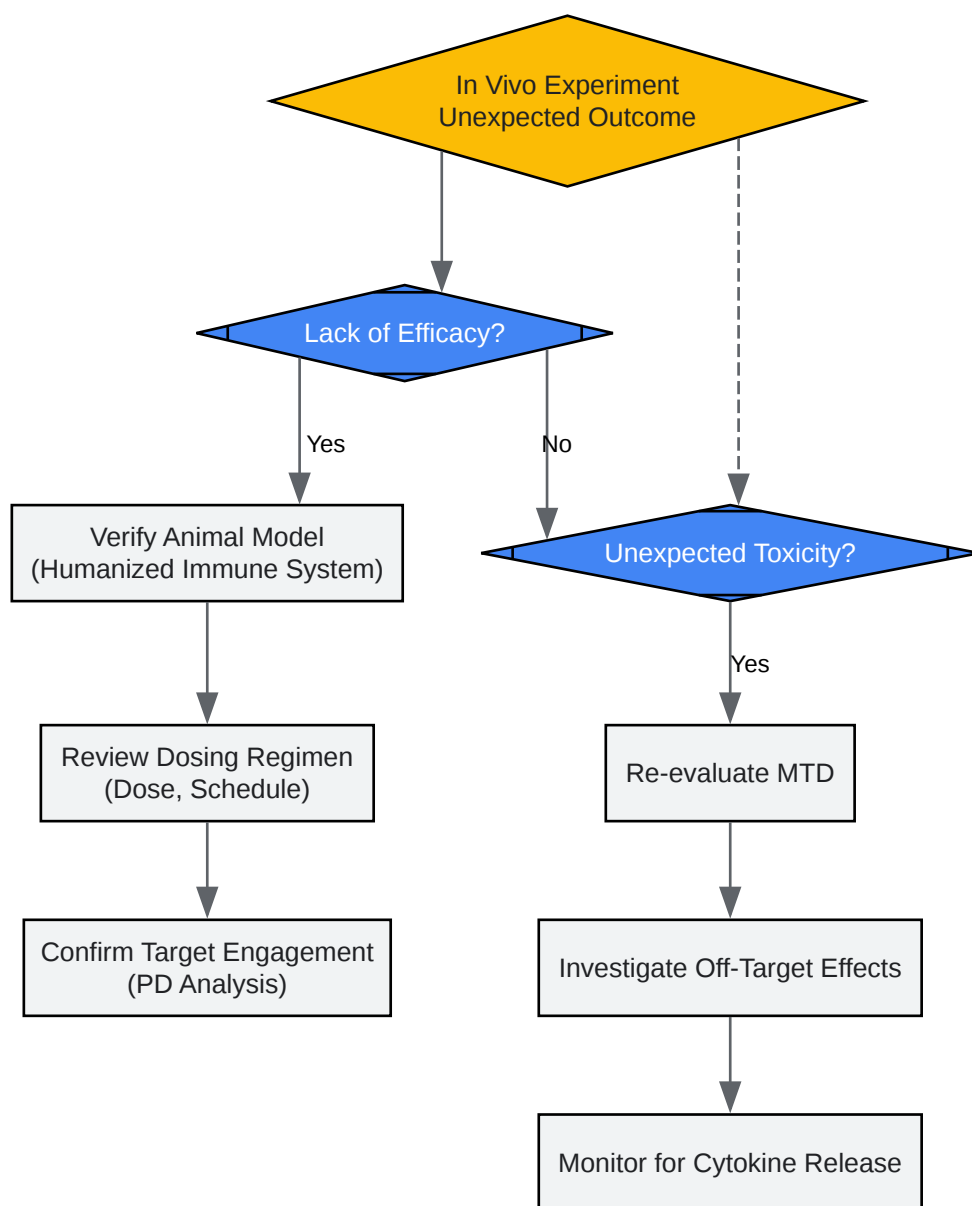 In Vivo Experiment
Unexpected Outcome
Lack of Efficacy?
Yes
No
Verify Animal Model
(Humanized Immune System)
Unexpected Toxicity?
Yes
Review Dosing Regimen
(Dose, Schedule)
Re-evaluate MTD
Confirm Target Engagement
(PD Analysis)
Investigate Off-Target Effects
Monitor for Cytokine Release